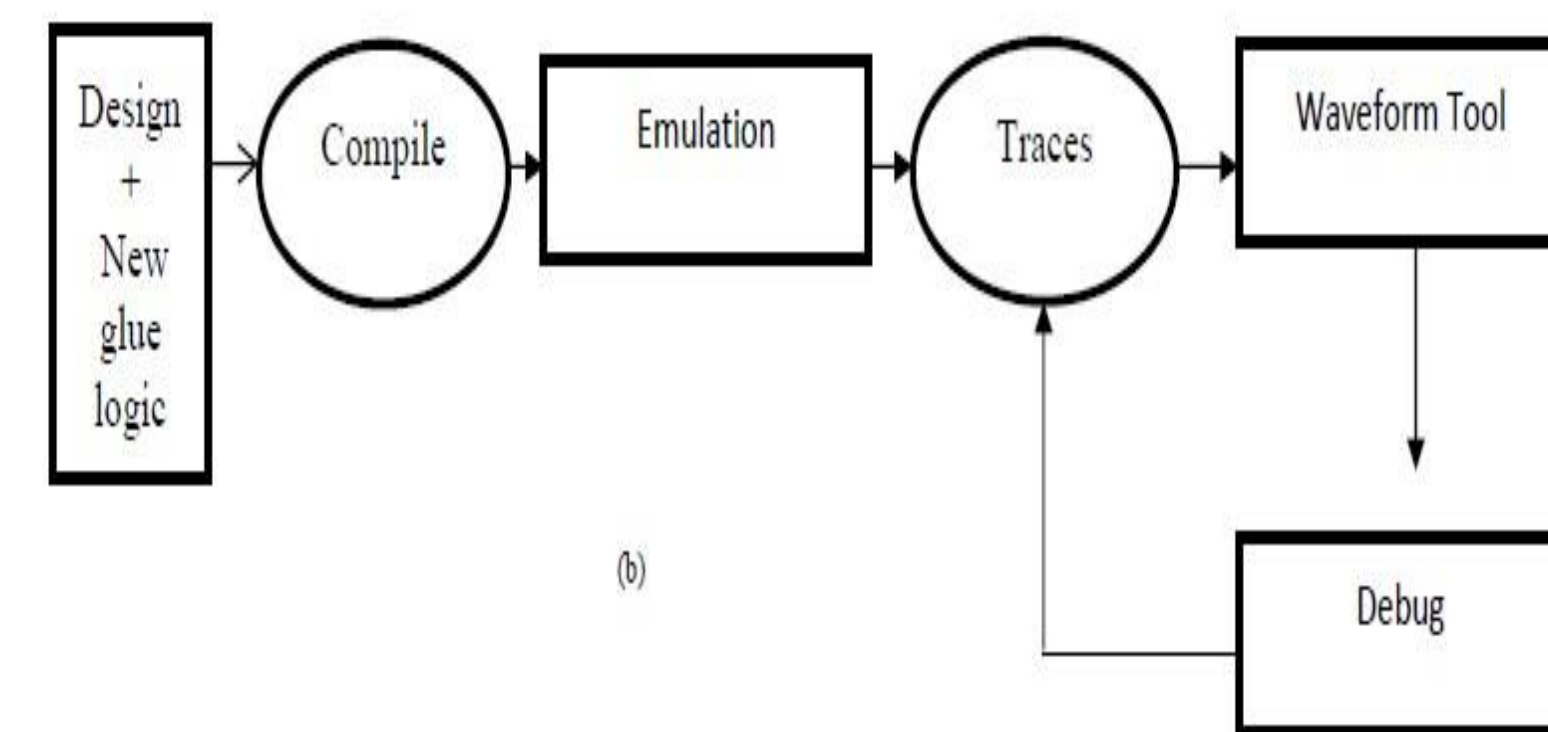 Design
+
New
glue
logic
Compile
Emulation
Traces
Waveform Tool
Debug
(b)